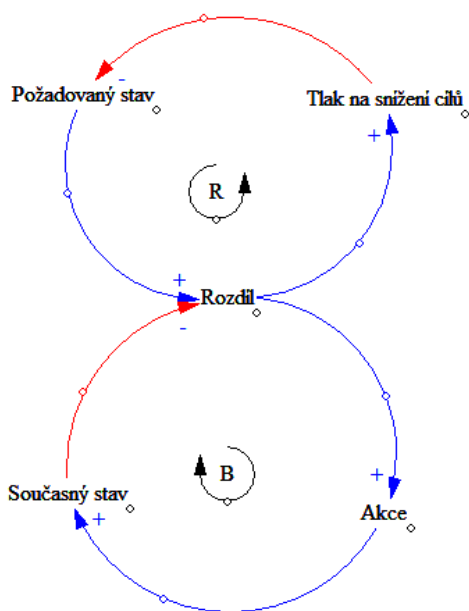 -
Požadovaný stav
Tlak na snížení cílů
+
R
+
Rozdíl
-
B
+
Současný stav
+
Akce